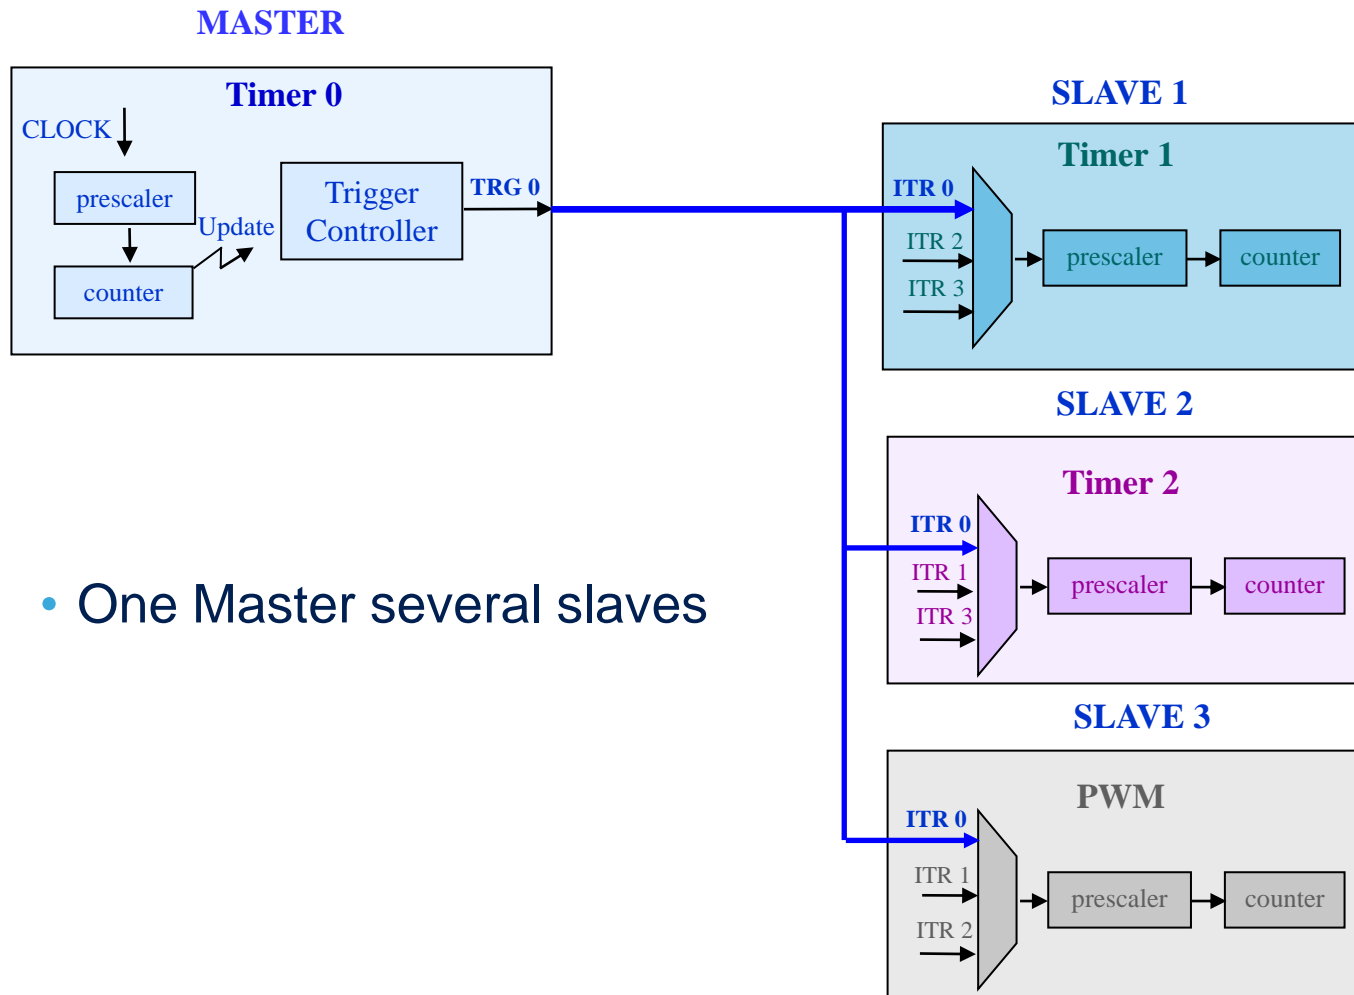 MASTER
Timer 0
CLOCK
prescaler
Update
counter
Trigger
Controller
TRG 0
SLAVE 1
Timer 1
ITR 0
ITR 2
ITR 3
prescaler
counter
SLAVE 2
Timer 2
ITR 0
ITR 1
ITR 3
prescaler
counter
• One Master several slaves
SLAVE 3
PWM
ITR 0
ITR 1
ITR 2
prescaler
counter